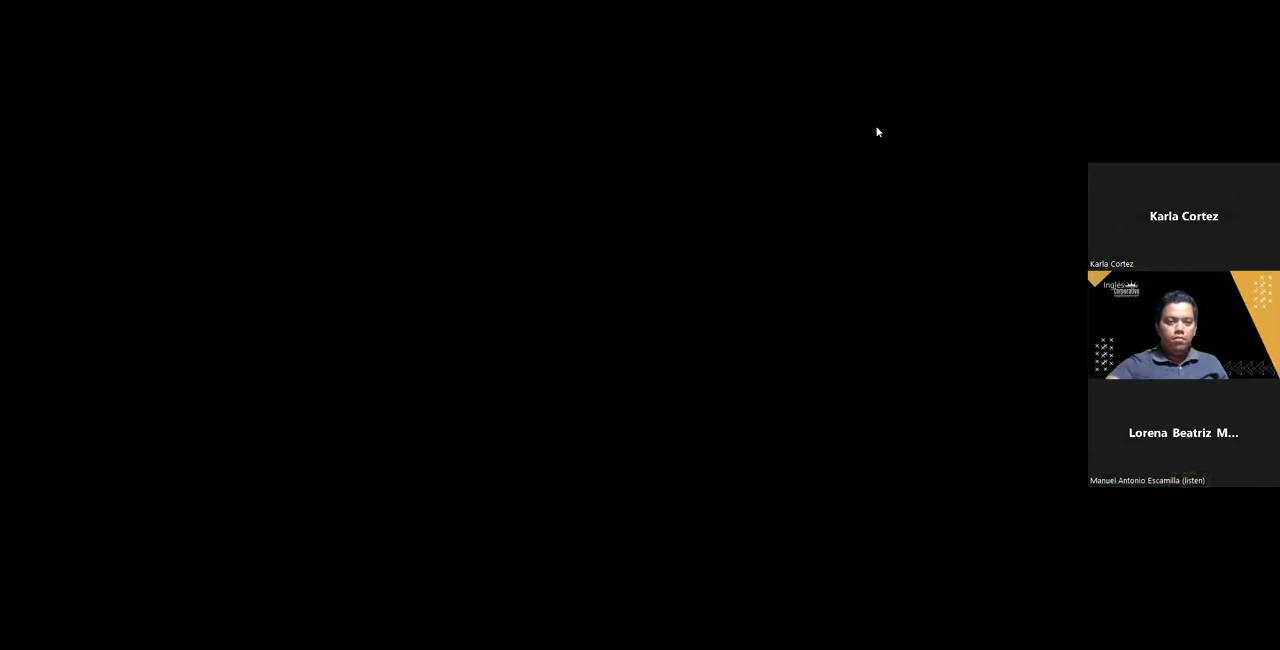 Karla Cortez
Karla Cortez
Inglés
Corporativo
Lorena Beatriz M...
Manuel Antonio Escamilla (listen)